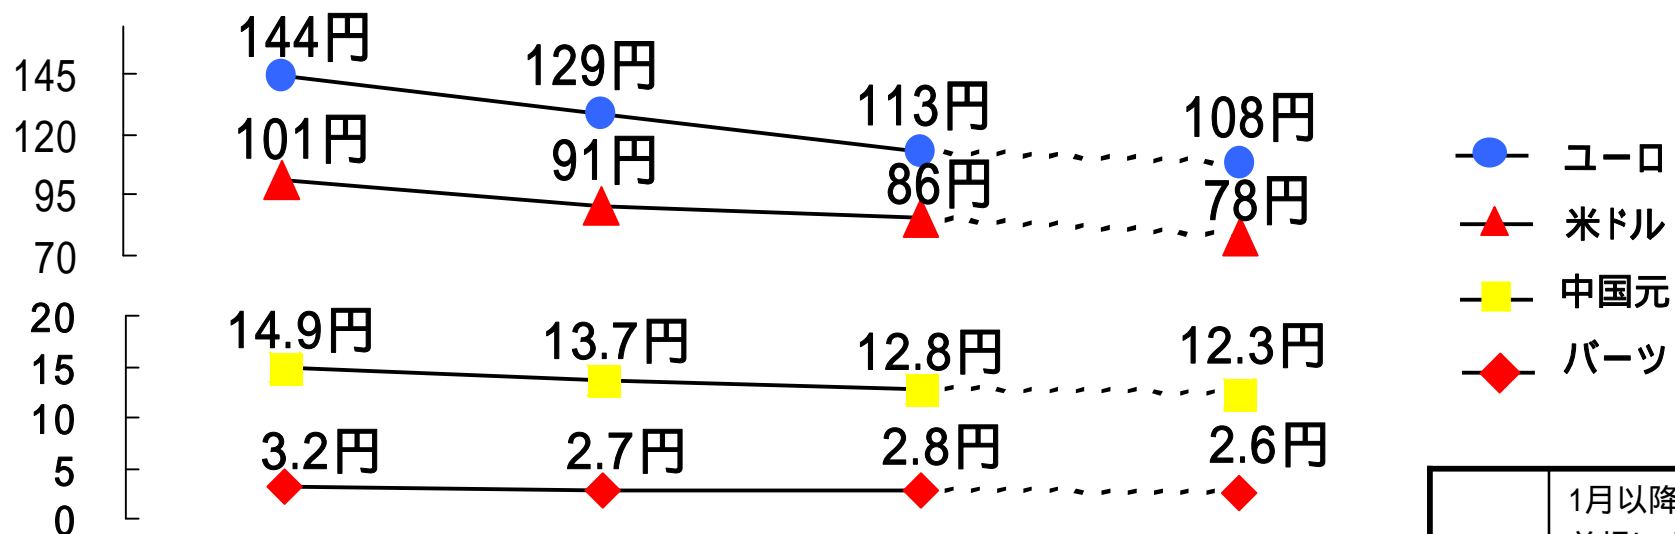 144円
129円
113円
108円
145
120
95
70
101円
91円
86円
78円
ユーロ
米ドル
中国元
バーツ
20
15
10
5
0
14.9円
13.7円
12.8円
12.3円
3.2円
2.7円
2.8円
2.6円
1月以降